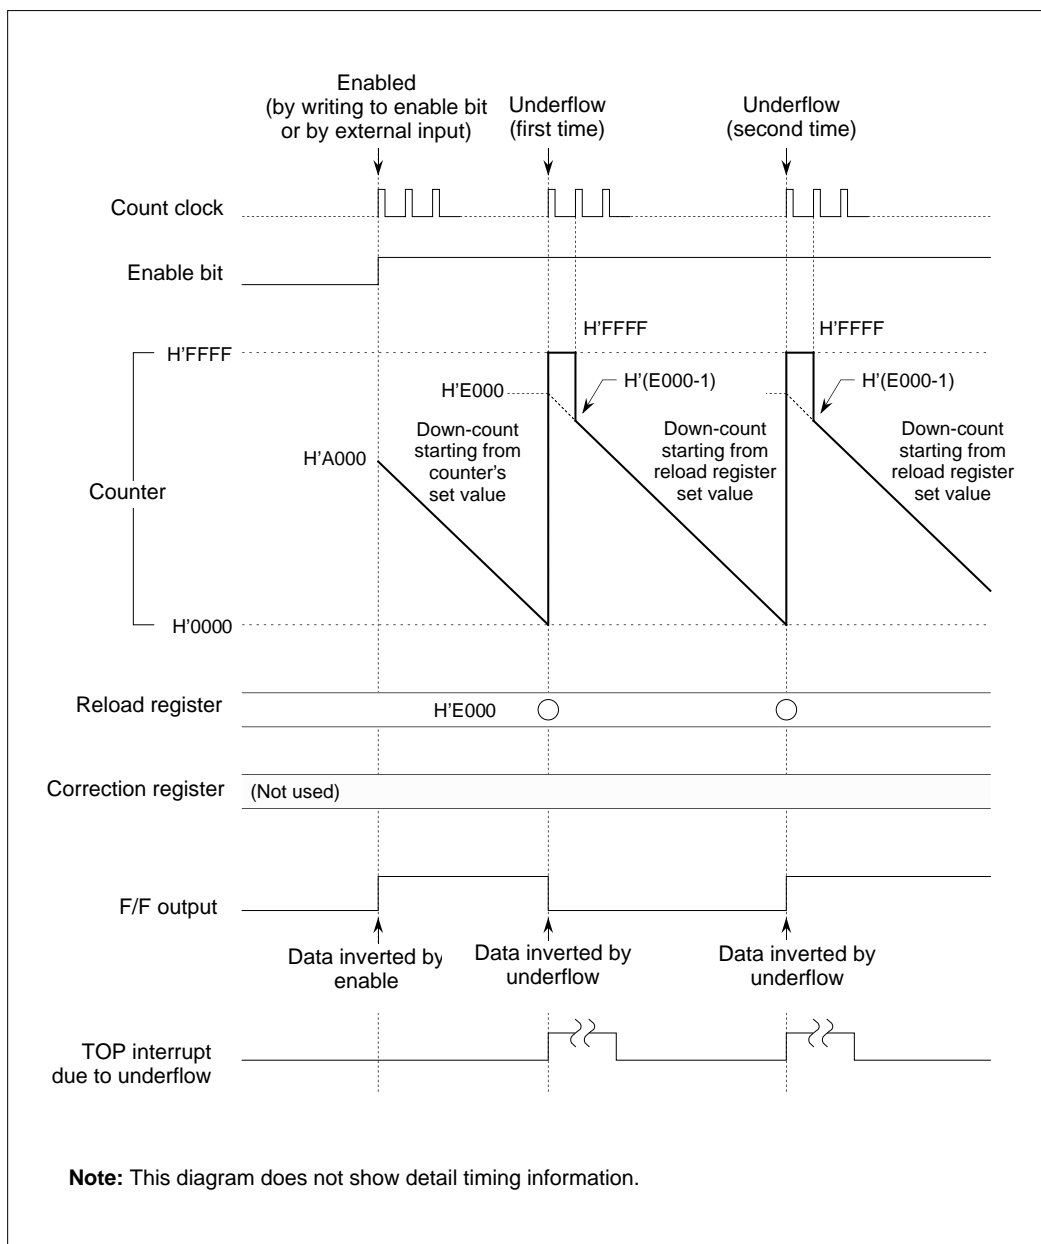 Enabled
(by writing to enable bit
or by external input)
Underflow
(first time)
Underflow
(second time)
Count clock
Enable bit
H'FFFF
H'FFFF
H'FFFF
H'E000
H'(E000-1)
H'(E000-1)
H'A000
Down-count
starting from
counter's
set value
Down-count
starting from
reload register
set value
Down-count
starting from
reload register
set value
Counter
H'0000
Reload register
H'E000
Correction register
(Not used)
F/F output
Data inverted by
enable
Data inverted by
underflow
Data inverted by
underflow
TOP interrupt
due to underflow
Note: This diagram does not show detail timing information.